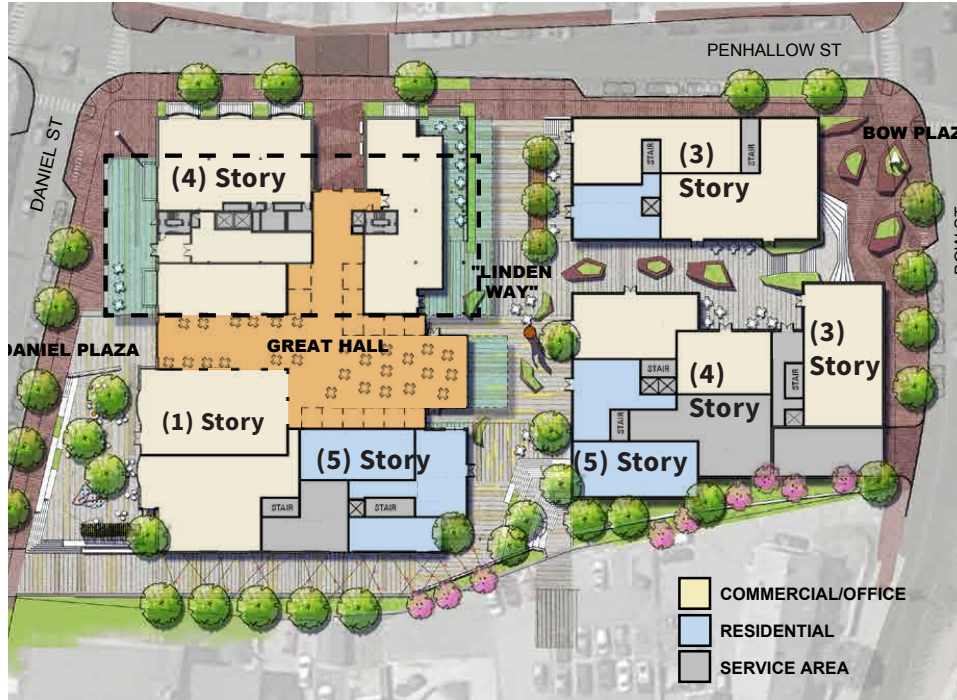 PENHALLOW ST
DANIEL ST
BOW PLAZ
(4) Story
STAIR
(3)
Story
STAIR
"LINDEN
WAY"
DANIEL PLAZA
GREAT HALL
(3)
Story
STAIR
STAIR
(4)
Story
(1) Story
STAIR
(5) Story
(5) Story
STAIR
STAIR
COMMERCIAL/OFFICE
RESIDENTIAL
SERVICE AREA